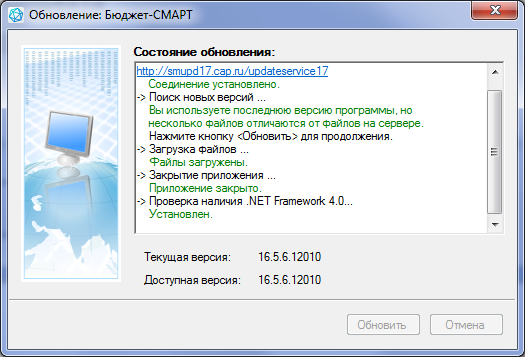 Обновление: Бюджет-СМАРТ
Состояние обновления:
http://smupd17.cap.ru/updateservice17
Соединение установлено.
-> Поиск новых версий ...
Вы используете последнюю версию программы, но
несколько файлов отличаются от файлов на сервере.
Нажмите кнопку <Обновить> для продолжения.
-> Загрузка файлов ...
Файлы загружены.
-> Закрытие приложения ...
Приложение закрыто.
-> Проверка наличия .NET Framework 4.0...
Установлен.
Текущая версия: 16.5.6.12010
Доступная версия: 16.5.6.12010
Обновить Отмена